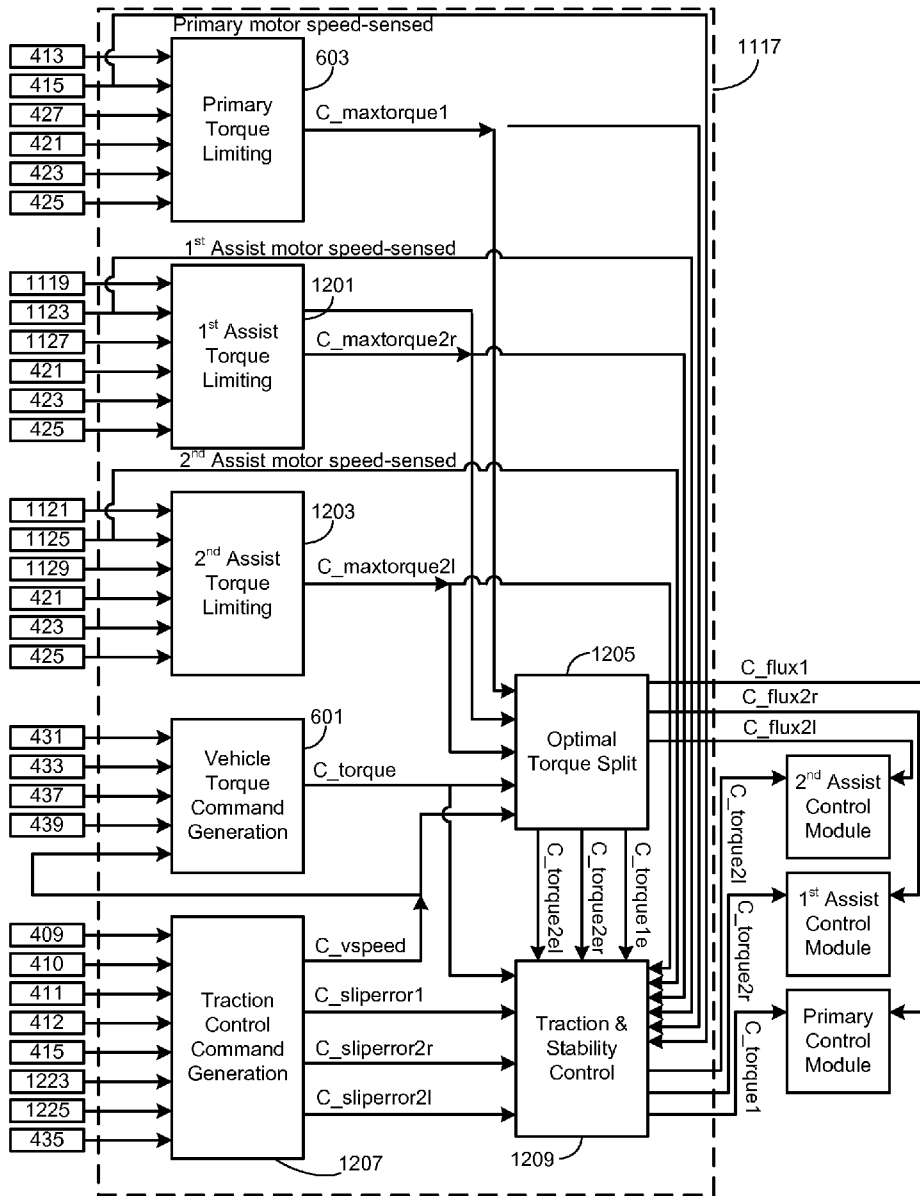 Primary motor speed-sensed
413
415
427
421
423
425
Primary
Torque
Limiting
603
1117
C_maxtorque1
1st Assist motor speed-sensed
1119
1123
1127
421
423
425
1st Assist
Torque
Limiting
1201
C_maxtorque2r
2nd Assist motor speed-sensed
1121
1125
1129
421
423
425
2nd Assist
Torque
Limiting
1203
C_maxtorque2l
431
433
437
439
Vehicle
Torque
Command
Generation
601
C_torque
Optimal
Torque Split
1205
C_flux1
C_flux2r
C_flux2l
C_torque2el
C_torque2er
C_torque1e
409
410
411
412
415
1223
1225
435
Traction
Control
Command
Generation
1207
C_vspeed
C_sliperror1
C_sliperror2r
C_sliperror2l
Traction &
Stability
Control
1209
C_torque2l
C_torque2r
C_torque1
2nd Assist
Control
Module
1st Assist
Control
Module
Primary
Control
Module